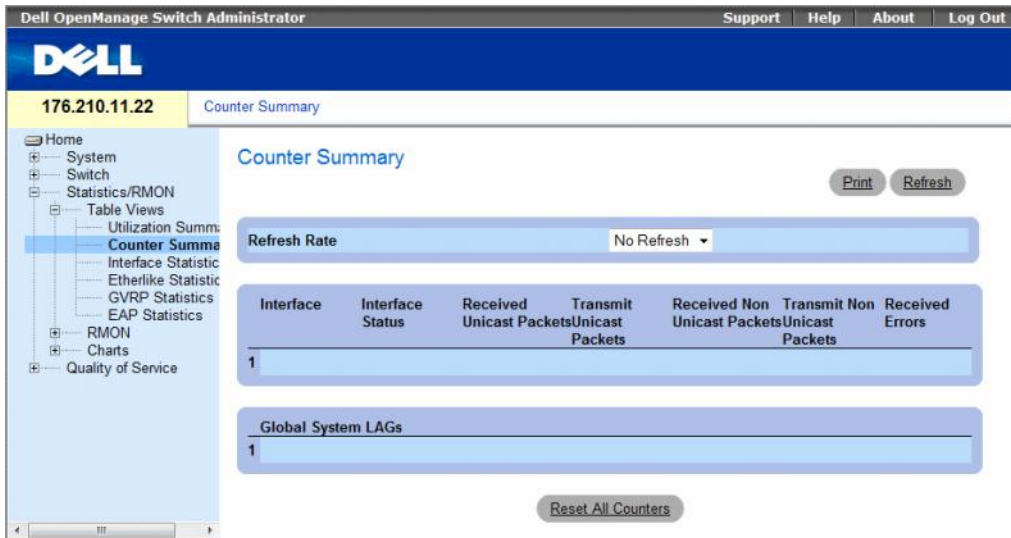 Dell OpenManage Switch Administrator
Support Help About Log Out
DELL
176.210.11.22
Counter Summary
Home
System
Switch
Statistics/RMON
Table Views
Utilization Summa
Counter Summa
Interface Statistic
Etherlike Statistic
GVRP Statistics
EAP Statistics
RMON
Charts
Quality of Service
Counter Summary
Print Refresh
Refresh Rate No Refresh
Interface Interface Received Transmit Received Non Transmit Non Received
Status Unicast Packets Unicast Unicast Packets Unicast Errors
Packets Packets
1
Global System LAGs
1
Reset All Counters